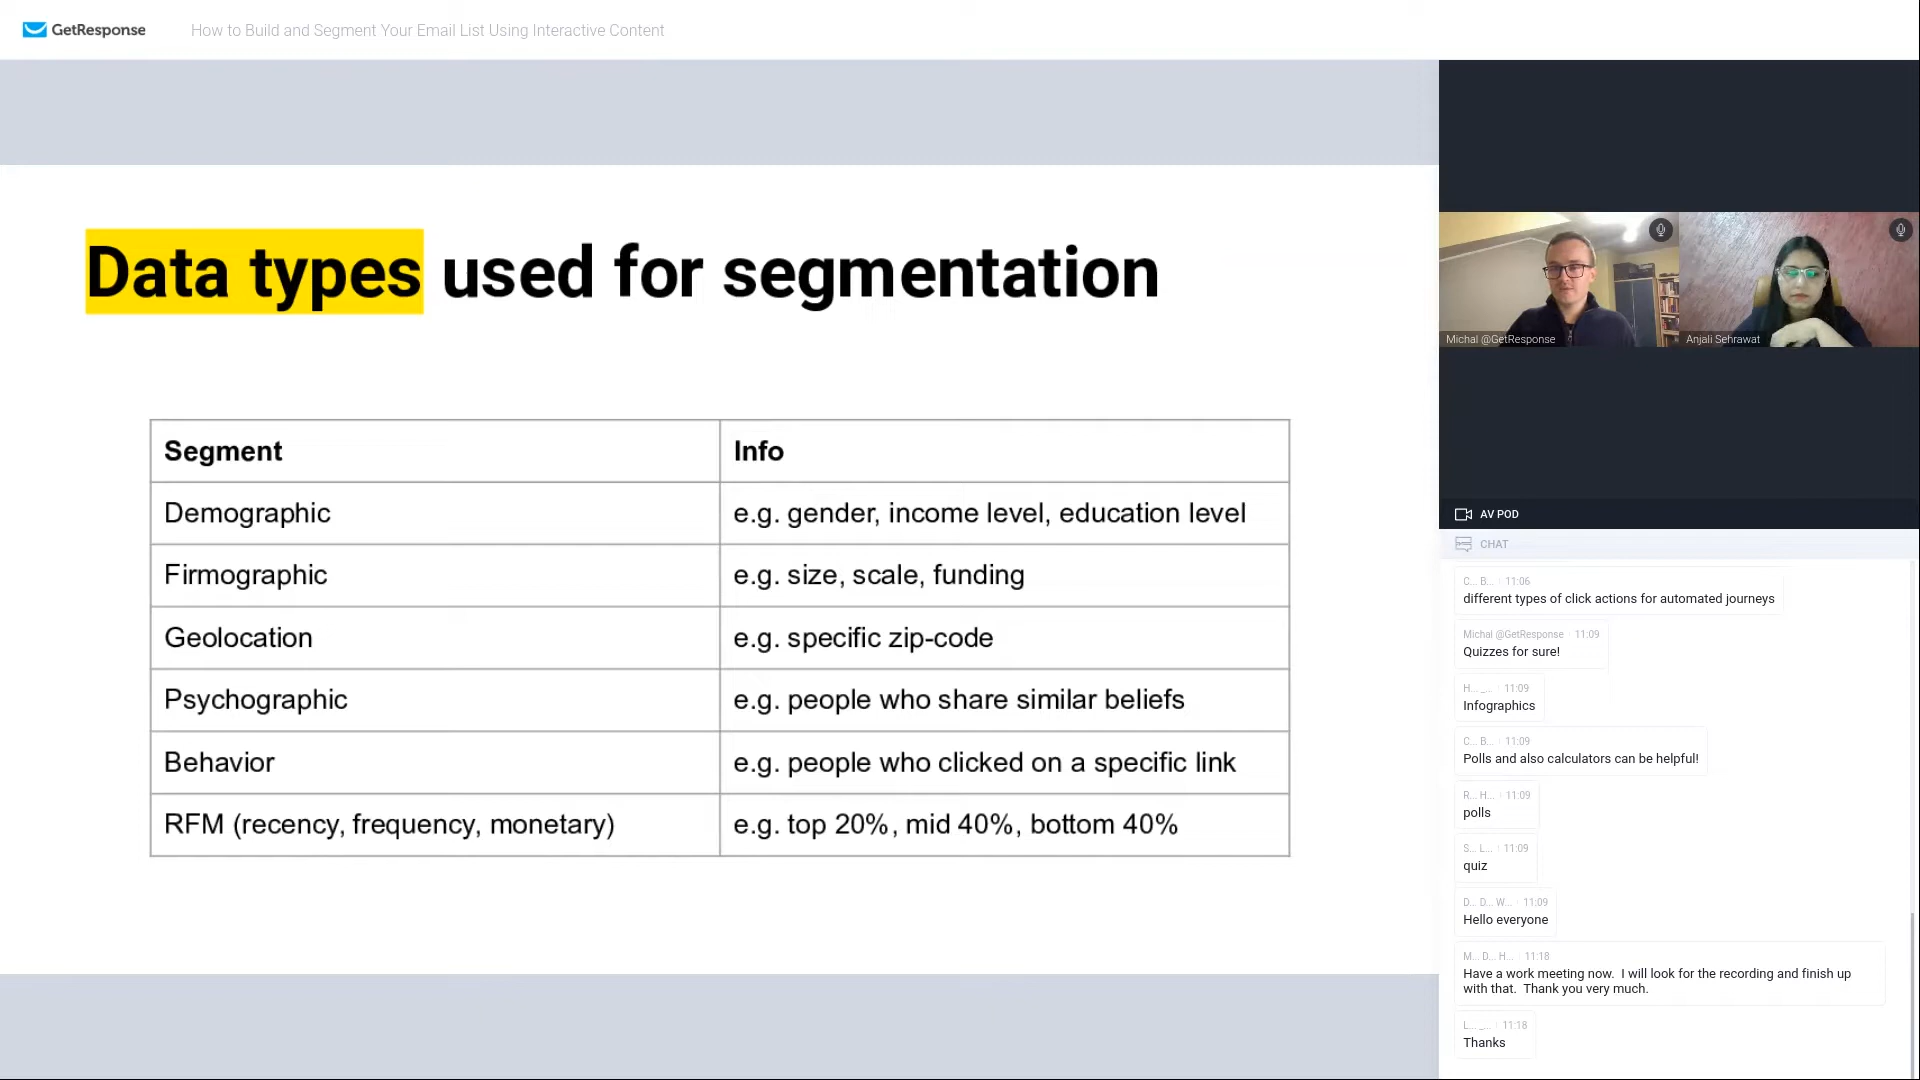 GetResponse
How to Build and Segment Your Email List Using Interactive Content
Data types used for segmentation
Segment Info
Demographic e.g. gender, income level, education level
Firmographic e.g. size, scale, funding
Geolocation e.g. specific zip-code
Psychographic e.g. people who share similar beliefs
Behavior e.g. people who clicked on a specific link
RFM (recency, frequency, monetary) e.g. top 20%, mid 40%, bottom 40%
Michal @GetResponse
Anjali Sehrawat
AV POD
CHAT
C... B... 11:06
different types of click actions for automated journeys
Michal @GetResponse 11:09
Quizzes for sure!
H... _... 11:09
Infographics
C... B... 11:09
Polls and also calculators can be helpful!
R... H... 11:09
polls
S... L... 11:09
quiz
D... D... W... 11:09
Hello everyone
M... D... H... 11:18
Have a work meeting now. I will look for the recording and finish up
with that. Thank you very much.
L... _... 11:18
Thanks